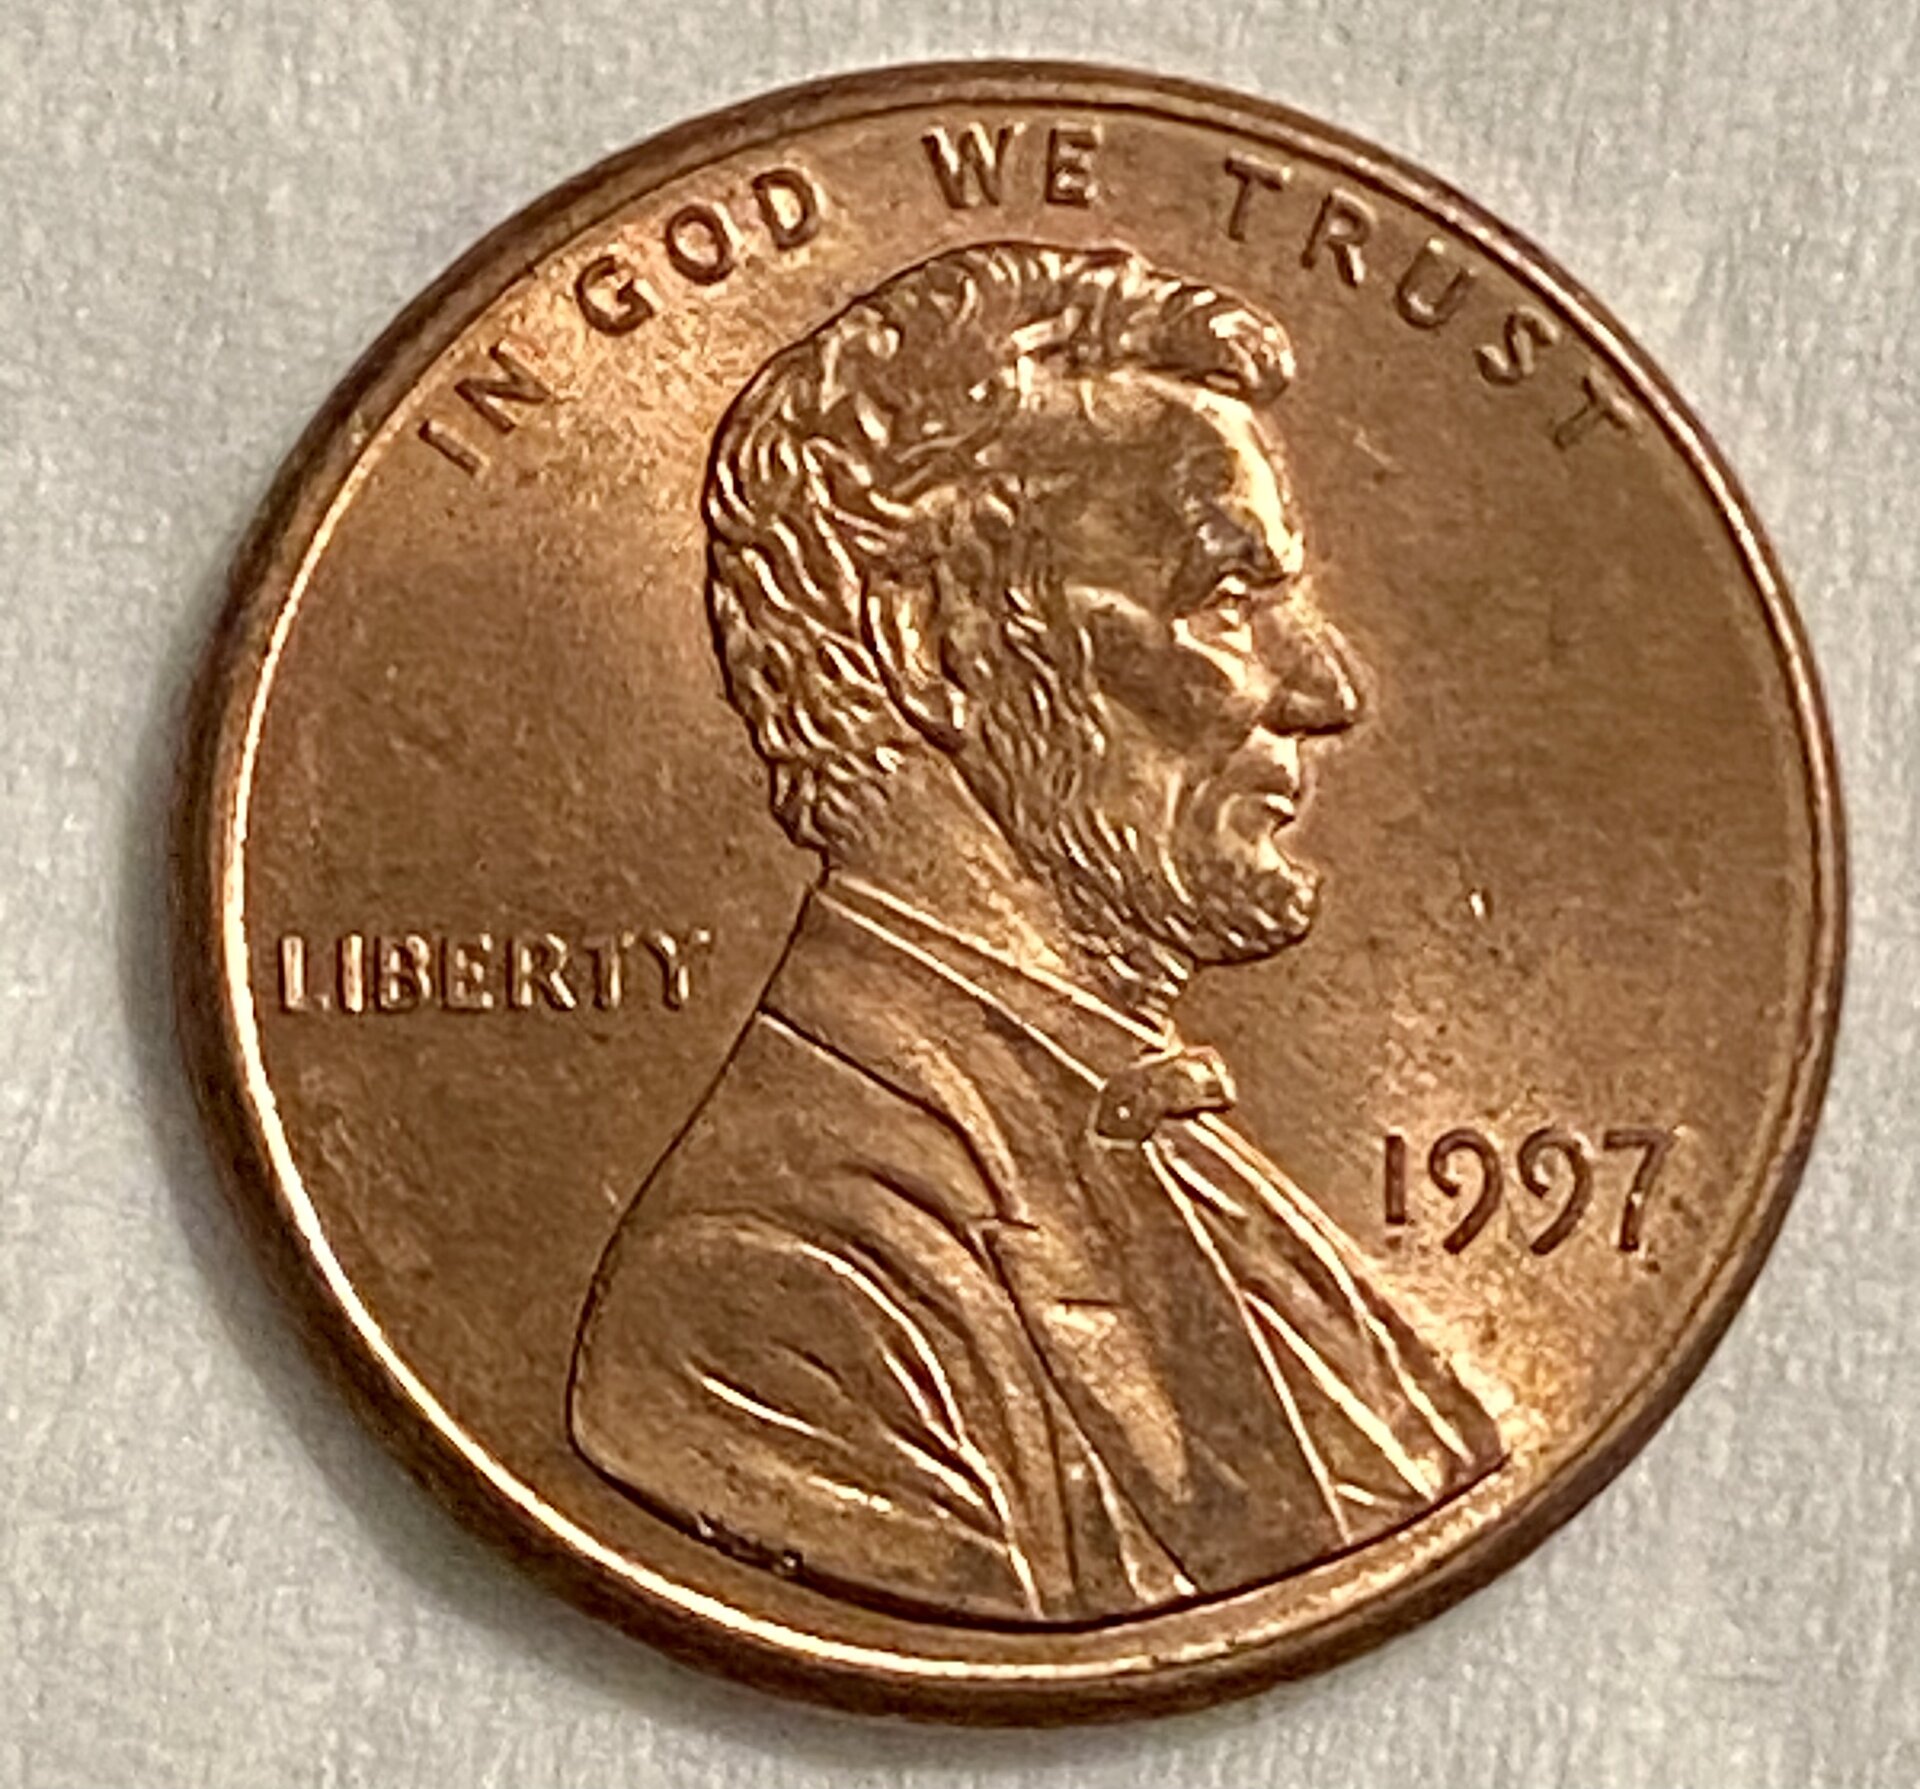 IN GOD WE TRUST
LIBERTY
1997